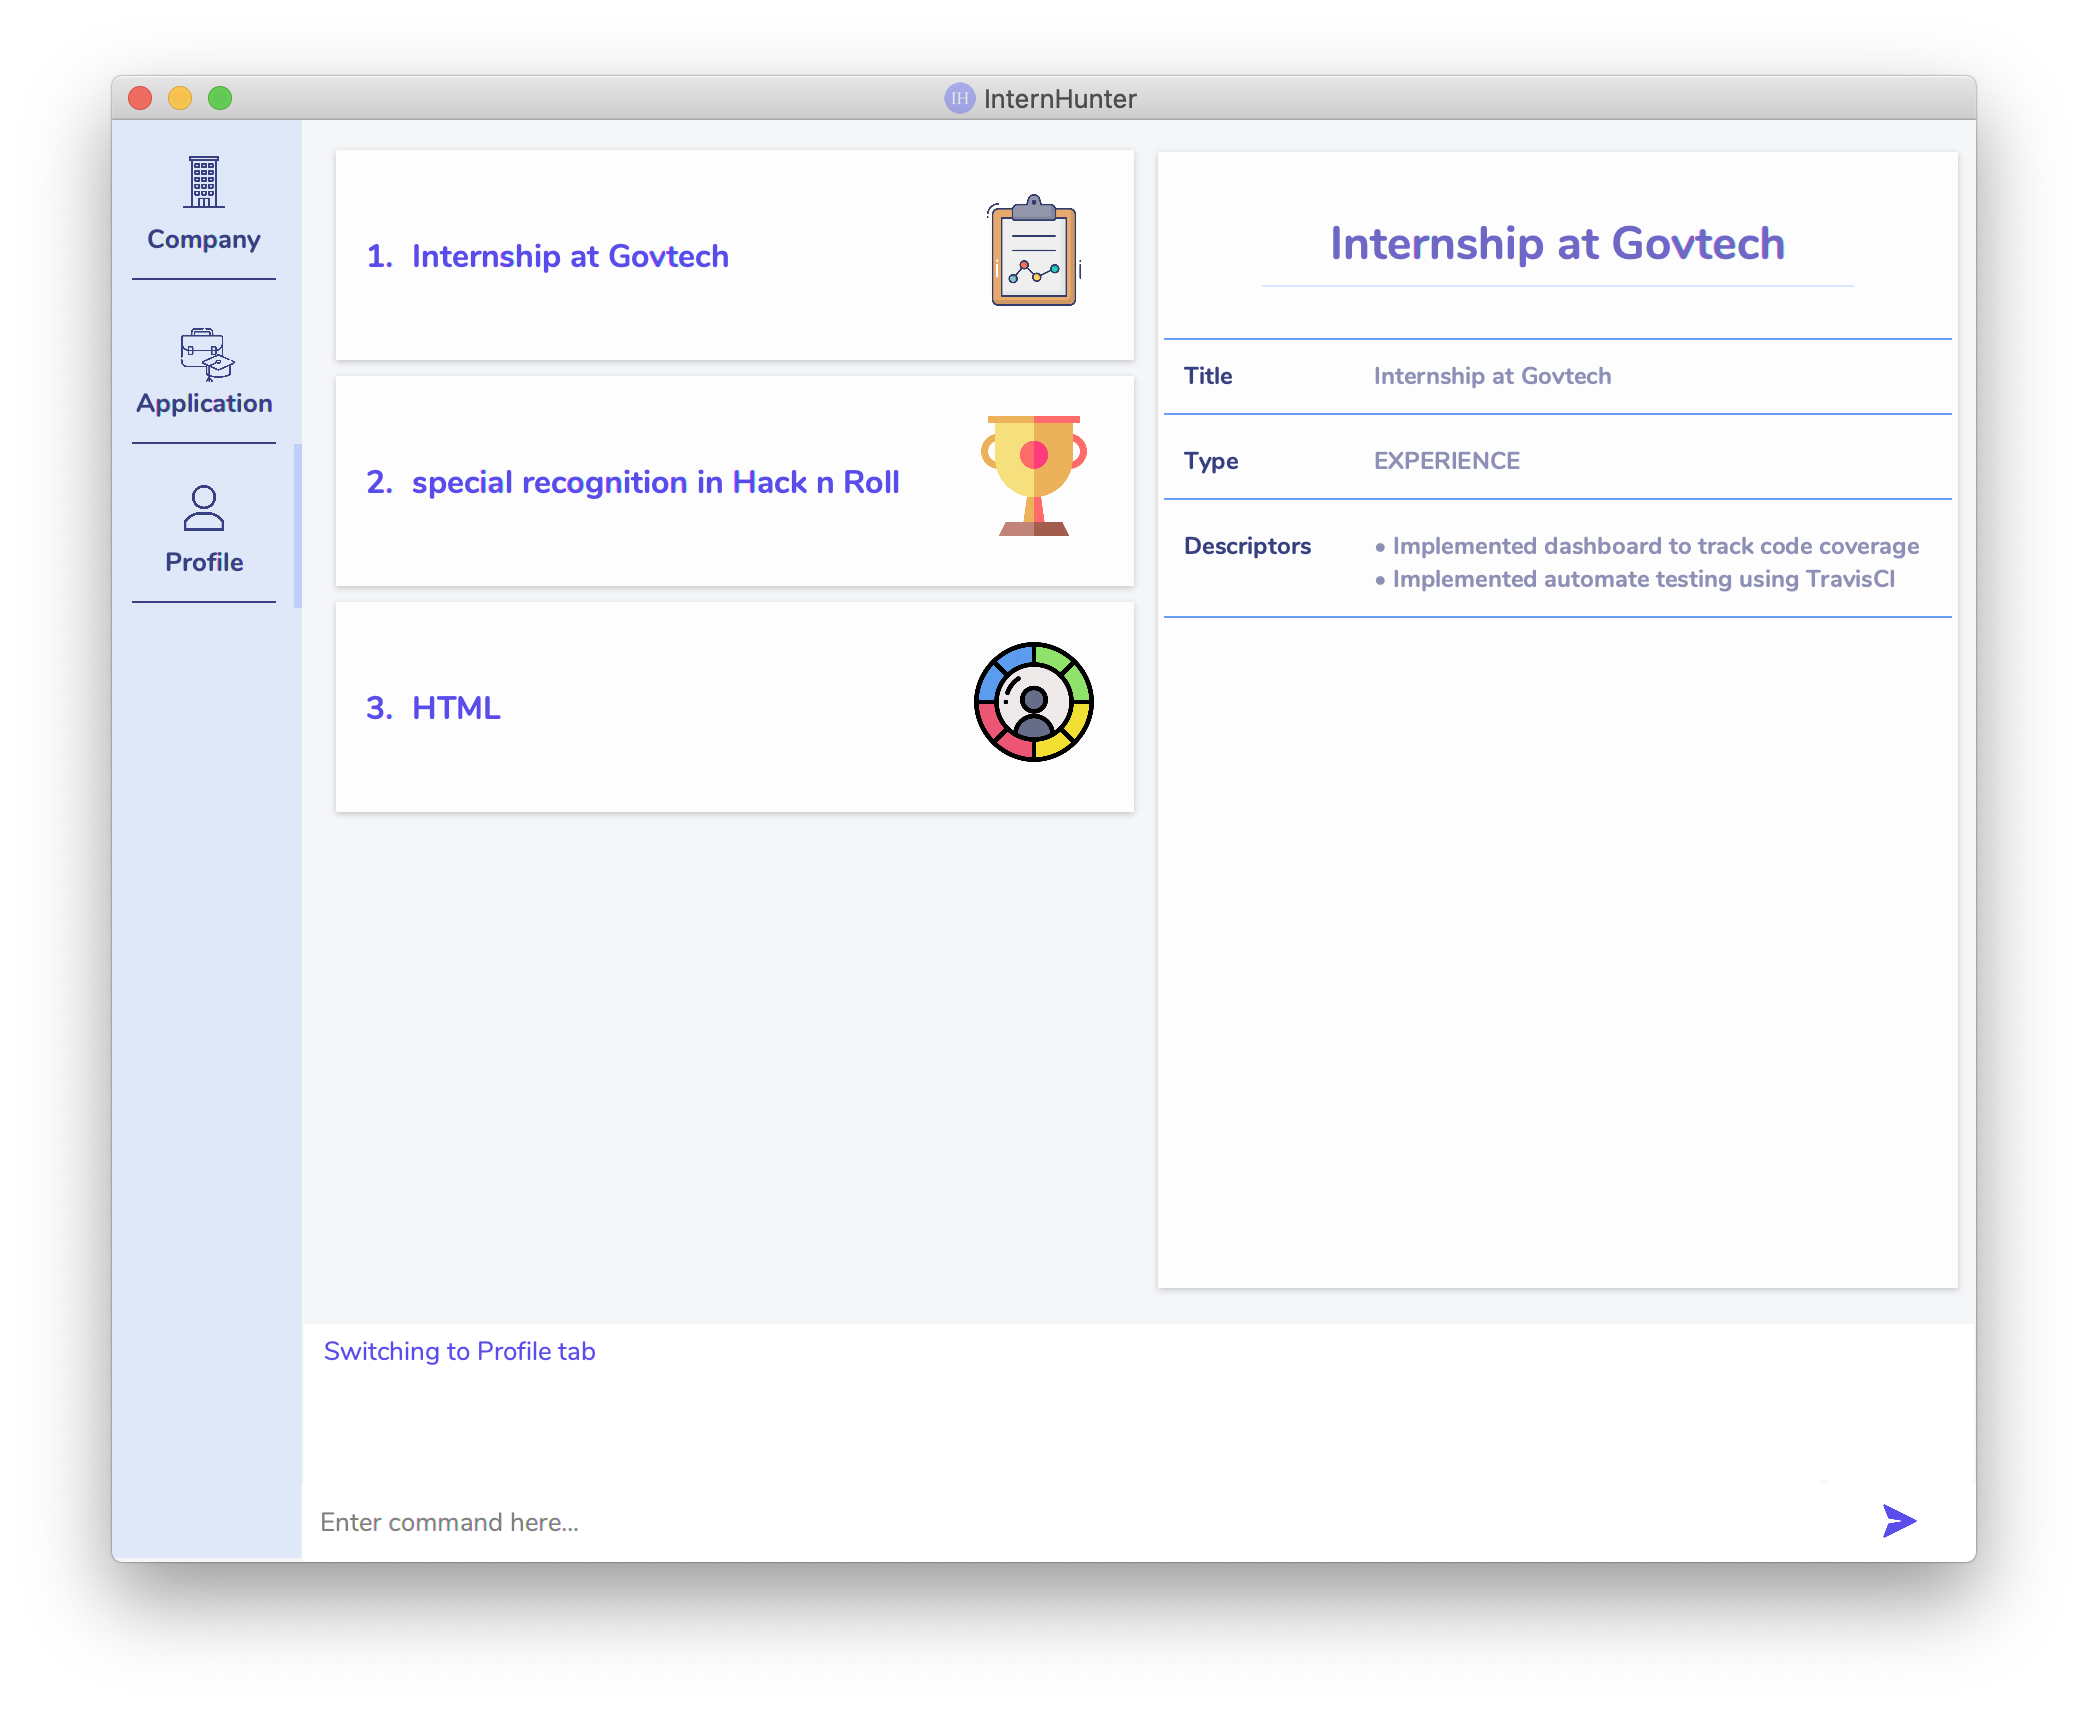 IH InternHunter
Company
Application
Profile
1. Internship at Govtech
2. special recognition in Hack n Roll
3. HTML
Internship at Govtech
Title Internship at Govtech
Type EXPERIENCE
Descriptors • Implemented dashboard to track code coverage
• Implemented automate testing using TravisCI
Switching to Profile tab
Enter command here...